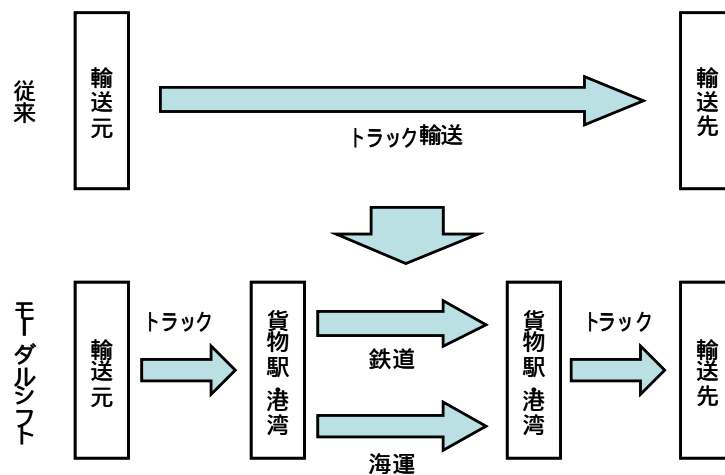 従来
輸送元
トラック輸送
輸送先
モーダルシフト
輸送元
トラック
貨物駅・港湾
鉄道
海運
貨物駅・港湾
トラック
輸送先